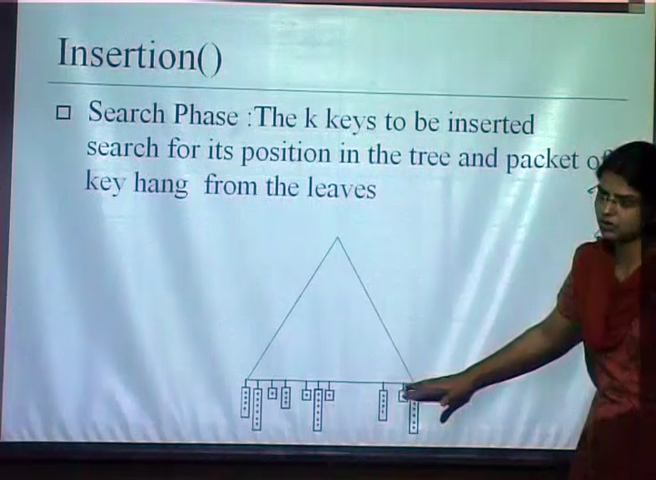 Insertion()
Search Phase :The k keys to be inserted
search for its position in the tree and packet
key hang from the leaves